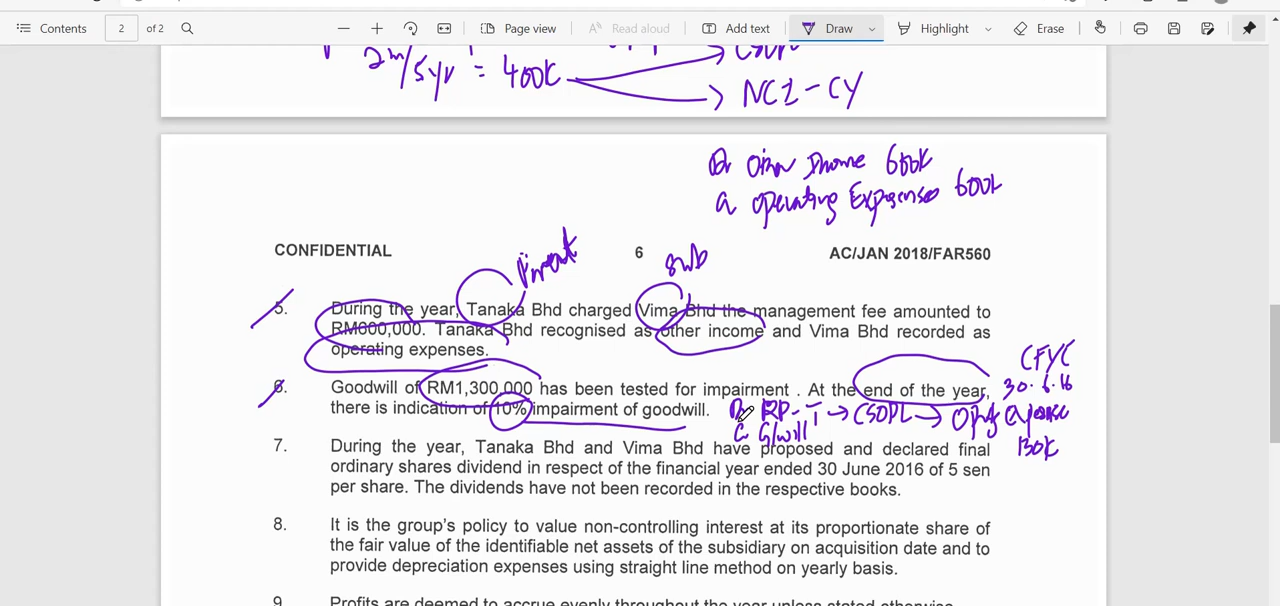 Contents 2 of 2 Page view Read aloud Add text Draw Highlight Erase
2m/5yr = 400K
NCI - CY
Dr Other Income 600K
Cr operating Expenses 600K
CONFIDENTIAL 6 AC/JAN 2018/FAR560
Parent
sub
5. During the year, Tanaka Bhd charged Vima Bhd the management fee amounted to
RM600,000. Tanaka Bhd recognised as other income and Vima Bhd recorded as
operating expenses.
CFYE
6. Goodwill of RM1,300,000 has been tested for impairment . At the end of the year,
30.6.16
there is indication of 10% impairment of goodwill.
Dr RP - T → CSOPL → Optg expense
Cr G/will 130K
7. During the year, Tanaka Bhd and Vima Bhd have proposed and declared final
ordinary shares dividend in respect of the financial year ended 30 June 2016 of 5 sen
per share. The dividends have not been recorded in the respective books.
8. It is the group's policy to value non-controlling interest at its proportionate share of
the fair value of the identifiable net assets of the subsidiary on acquisition date and to
provide depreciation expenses using straight line method on yearly basis.
9. Profits are deemed to accrue evenly throughout the year unless stated otherwise.